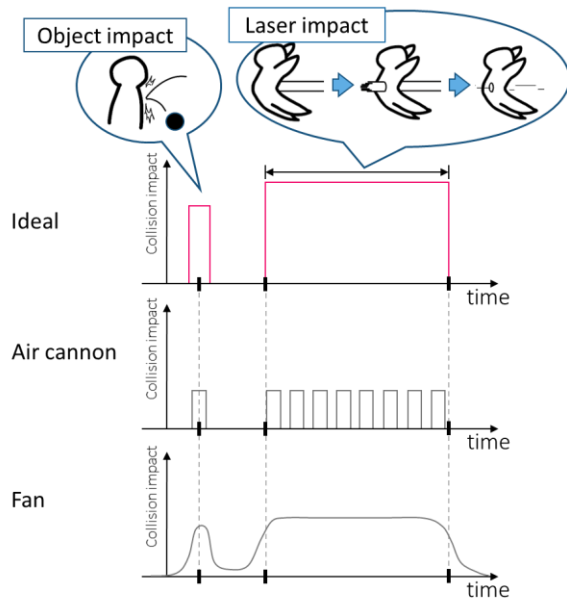 Object impact
Laser impact
Ideal
Collision impact
time
Air cannon
Collision impact
time
Fan
Collision impact
time